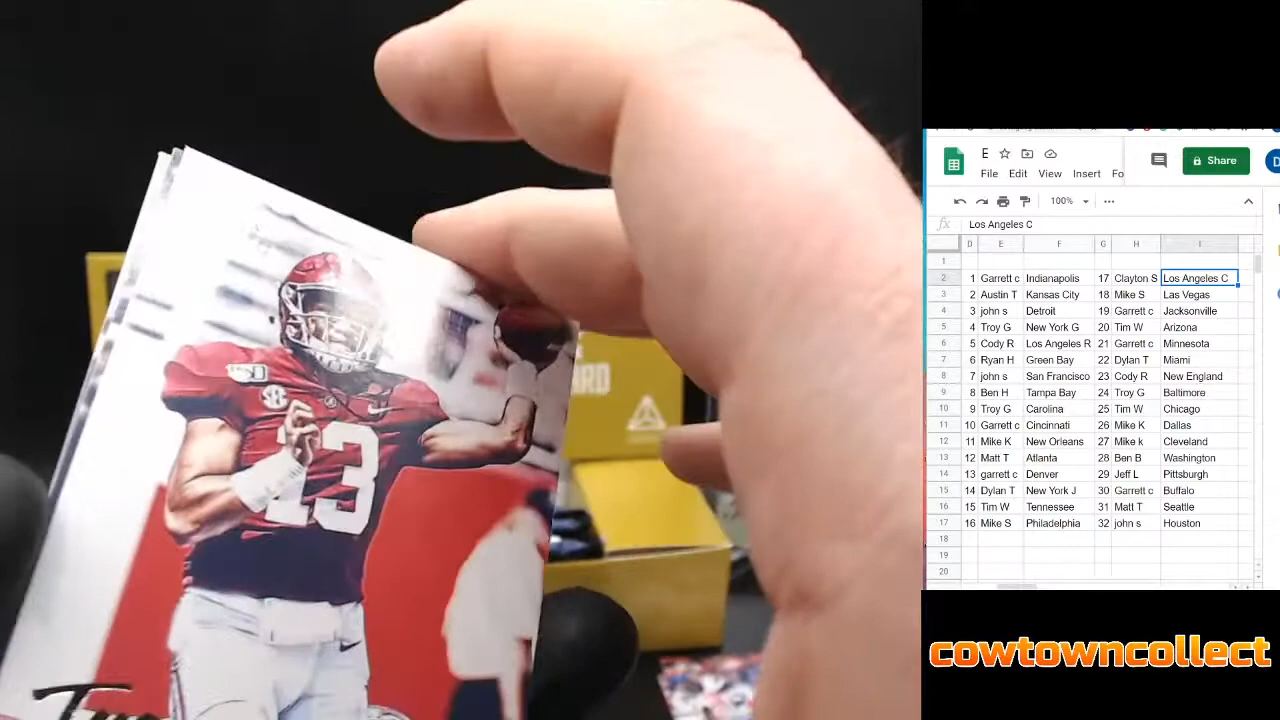 13
SEC
ARD
Tua
E
File Edit View Insert Fo
Share
D
100%
fx Los Angeles C
D E F G H I
1
2 1 Garrett c Indianapolis 17 Clayton S Los Angeles C
3 2 Austin T Kansas City 18 Mike S Las Vegas
4 3 john s Detroit 19 Garrett c Jacksonville
5 4 Troy G New York G 20 Tim W Arizona
6 5 Cody R Los Angeles R 21 Garrett c Minnesota
7 6 Ryan H Green Bay 22 Dylan T Miami
8 7 john s San Francisco 23 Cody R New England
9 8 Ben H Tampa Bay 24 Troy G Baltimore
10 9 Troy G Carolina 25 Tim W Chicago
11 10 Garrett c Cincinnati 26 Mike K Dallas
12 11 Mike K New Orleans 27 Mike k Cleveland
13 12 Matt T Atlanta 28 Ben B Washington
14 13 garrett c Denver 29 Jeff L Pittsburgh
15 14 Dylan T New York J 30 Garrett c Buffalo
16 15 Tim W Tennessee 31 Matt T Seattle
17 16 Mike S Philadelphia 32 john s Houston
18
19
20
cowtowncollect